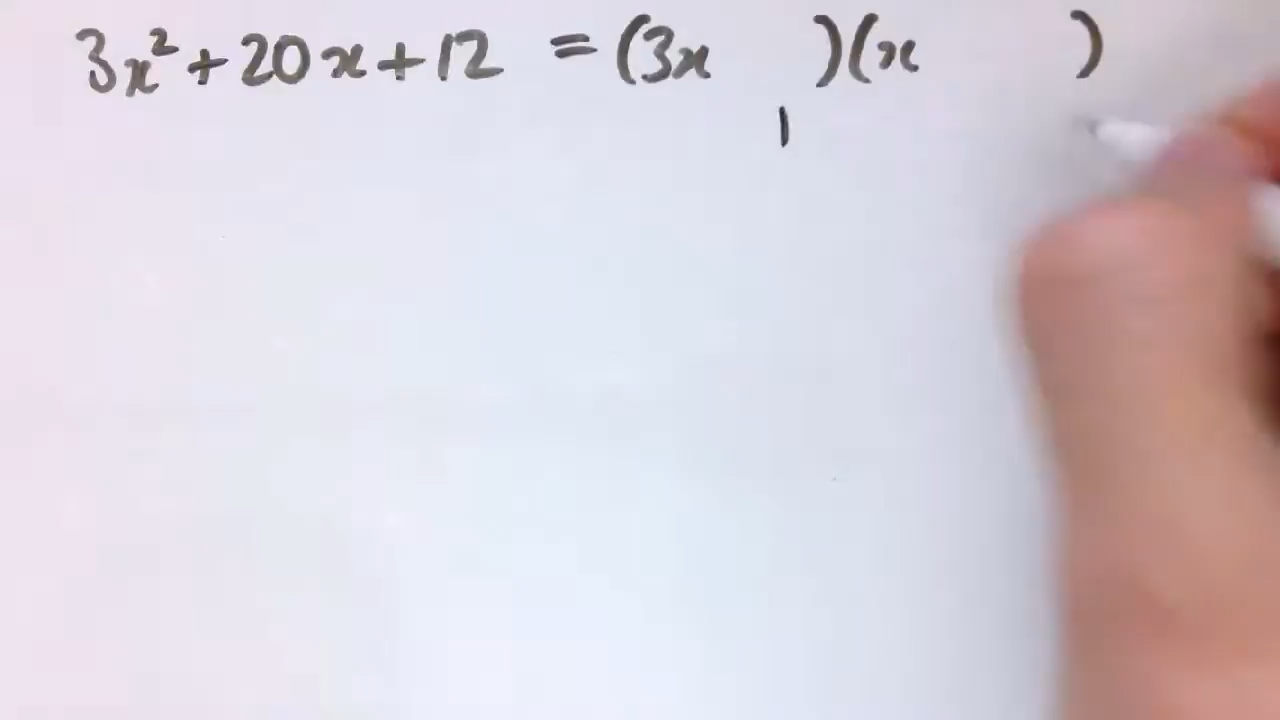 3x²+20x+12 = (3x )(x )
1